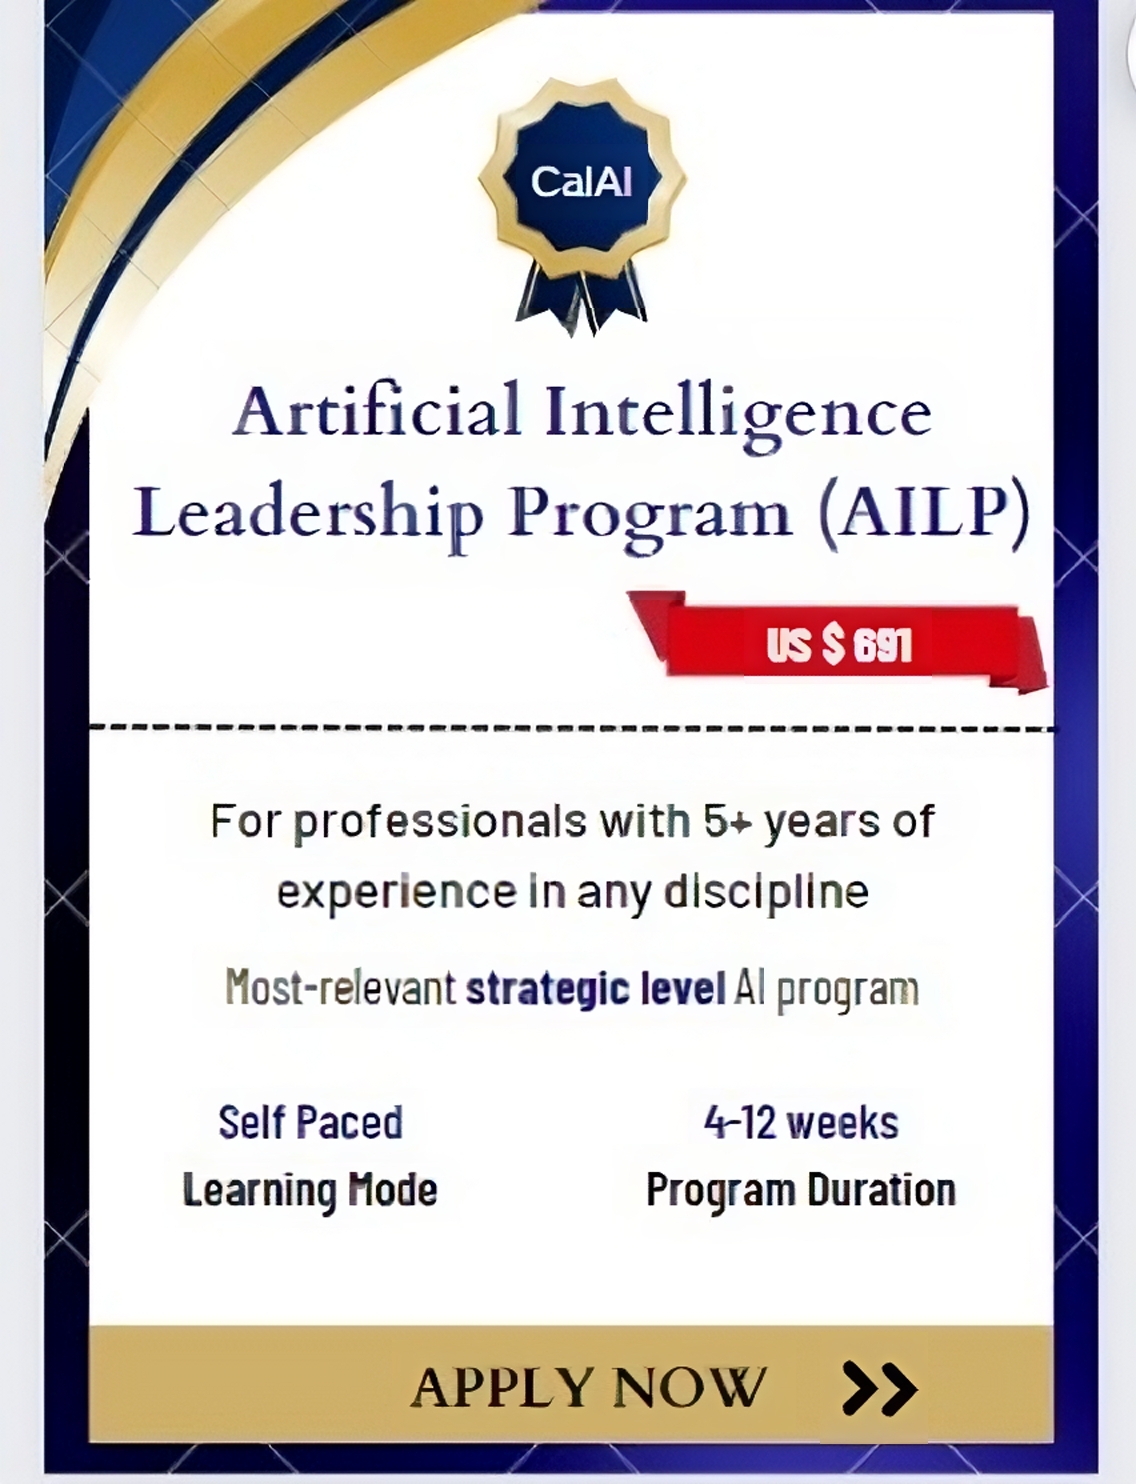 CalAI
Artificial Intelligence
Leadership Program (AILP)
US $ 691
For professionals with 5+ years of
experience in any discipline
Most-relevant strategic level AI program
Self Paced
Learning Mode
4-12 weeks
Program Duration
APPLY NOW